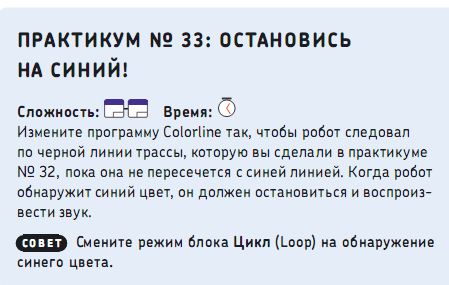 ПРАКТИКУМ № 33: ОСТАНОВИСЬ
НА СИНИЙ!
Сложность: Время:
Измените программу Colorline так, чтобы робот следовал
по черной линии трассы, которую вы сделали в практикуме
№ 32, пока она не пересечется с синей линией. Когда робот
обнаружит синий цвет, он должен остановиться и воспроиз-
вести звук.
СОВЕТ Смените режим блока Цикл (Loop) на обнаружение
синего цвета.